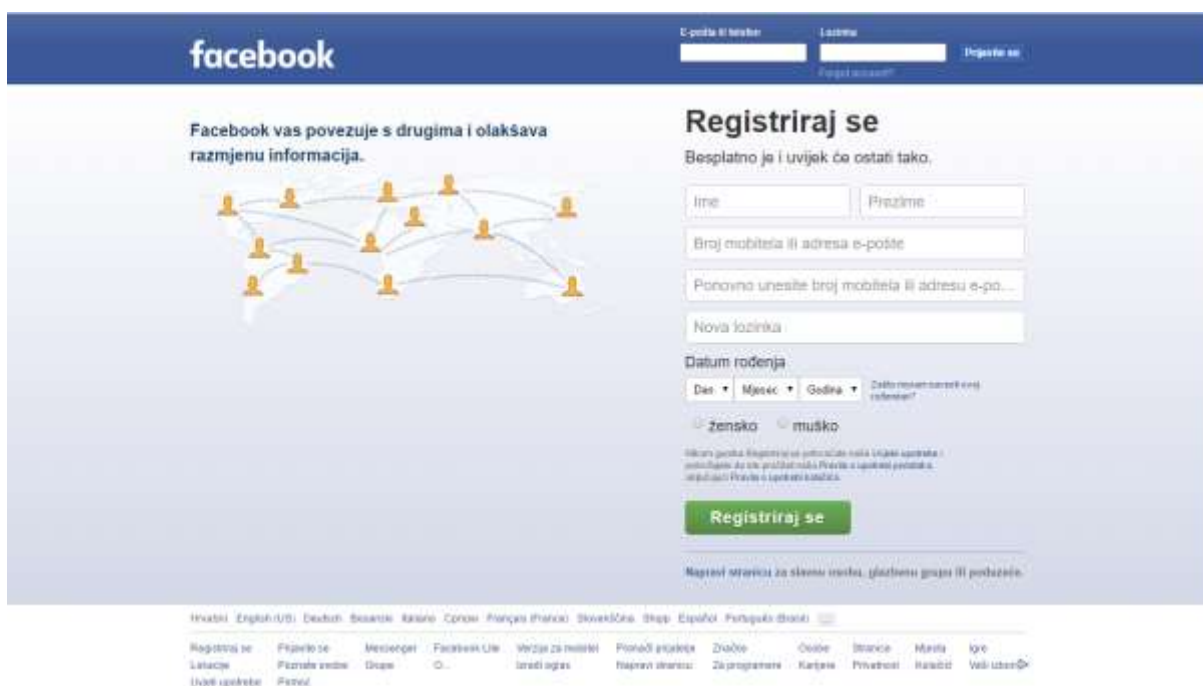 facebook
E-pošta ili telefon
Lozinka
Prijavite se
Forgot account?
Facebook vas povezuje s drugima i olakšava
razmjenu informacija.
Registriraj se
Besplatno je i uvijek će ostati tako.
Ime
Prezime
Broj mobitela ili adresa e-pošte
Ponovno unesite broj mobitela ili adresu e-po...
Nova lozinka
Datum rođenja
Dan Mjesec Godina
žensko muško
Registriraj se
Napravi stranicu za slavnu osobu, glazbenu grupu ili poduzeće.
Hrvatski English (US) Deutsch Bosanski Italiano Српски Français (France) Slovenščina Shqip Español Português (Brasil)
Registriraj se Prijavite se Messenger Facebook Lite Verzija za mobitel Pronađi prijatelje Značke Osobe Stranice Mjesta Igre
Lokacije Poznate osobe Grupe O... Izradi oglas Napravi stranicu Za programere Karijere Privatnost Kolačići Vaši izbori
Uvjeti upotrebe Pomoć